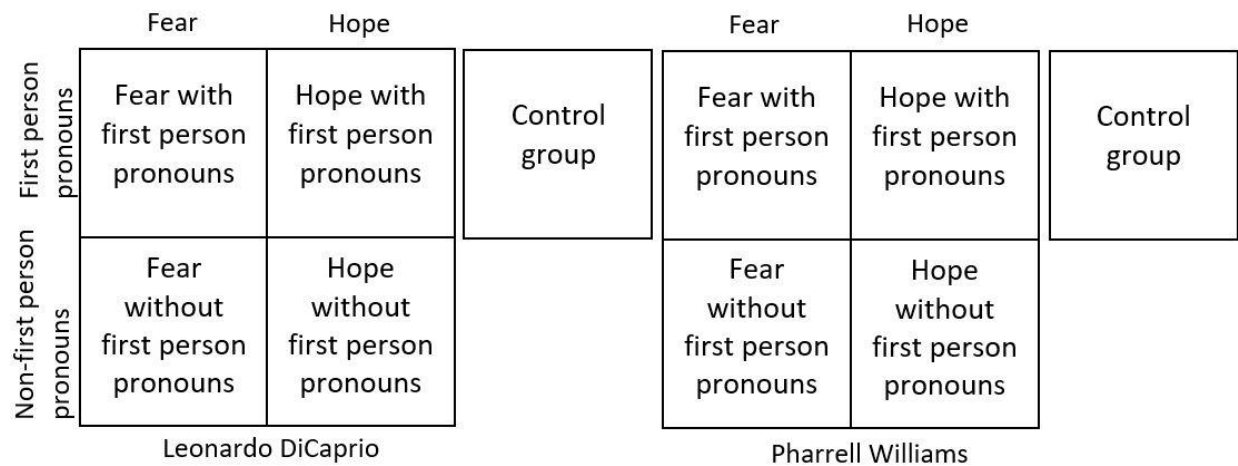 Fear
Hope
Fear
Hope
First person
pronouns
Fear with
first person
pronouns
Hope with
first person
pronouns
Control
group
Fear with
first person
pronouns
Hope with
first person
pronouns
Control
group
Non-first person
pronouns
Fear
without
first person
pronouns
Hope
without
first person
pronouns
Fear
without
first person
pronouns
Hope
without
first person
pronouns
Leonardo DiCaprio
Pharrell Williams